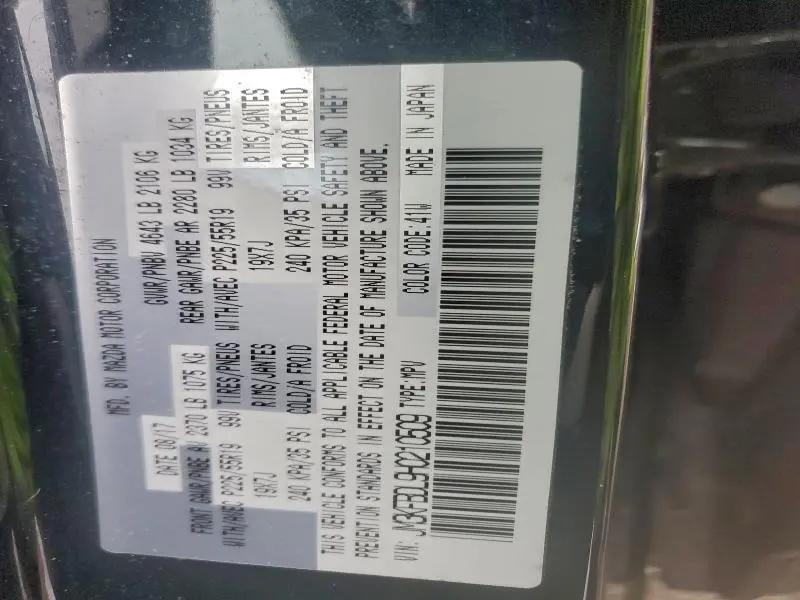 MFD. BY MAZDA MOTOR CORPORATION
DATE 08/17 GVWR/PNBV 4643 LB 2106 KG
FRONT GAWR/PNBE AV 2370 LB 1075 KG REAR GAWR/PNBE AR 2280 LB 1034 KG
WITH/AVEC P225/55R19 99V TIRES/PNEUS WITH/AVEC P225/55R19 99V TIRES/PNEUS
19X7J RIMS/JANTES 19X7J RIMS/JANTES
240 KPA/35 PSI COLD/A FROID 240 KPA/35 PSI COLD/A FROID
THIS VEHICLE CONFORMS TO ALL APPLICABLE FEDERAL MOTOR VEHICLE SAFETY AND THEFT
PREVENTION STANDARDS IN EFFECT ON THE DATE OF MANUFACTURE SHOWN ABOVE.
VIN: JM3KFBDL9H0210509 TYPE:MPV COLOR CODE:41W MADE IN JAPAN